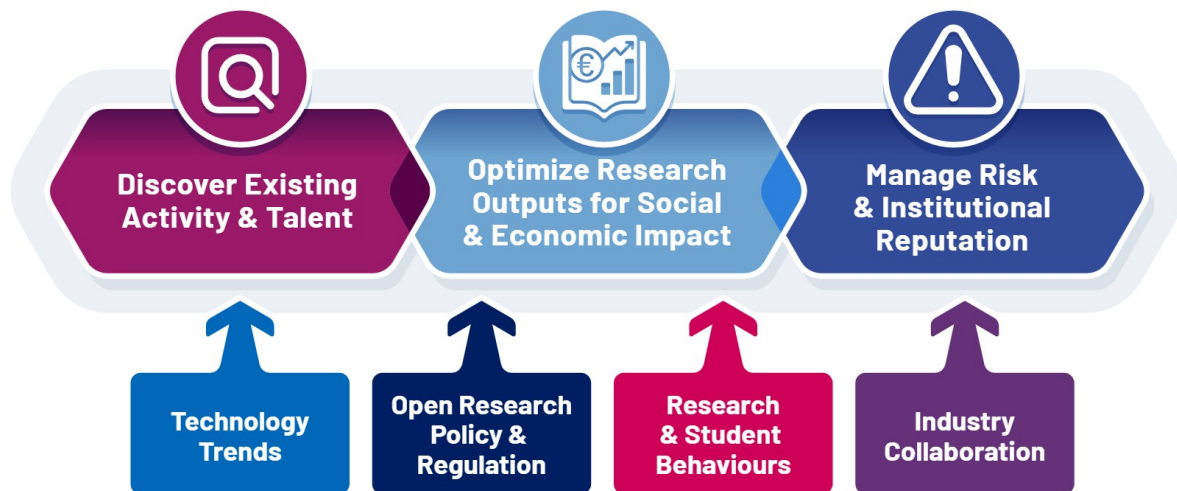 €
Discover Existing
Activity & Talent
Optimize Research
Outputs for Social
& Economic Impact
Manage Risk
& Institutional
Reputation
Technology
Trends
Open Research
Policy &
Regulation
Research
& Student
Behaviours
Industry
Collaboration